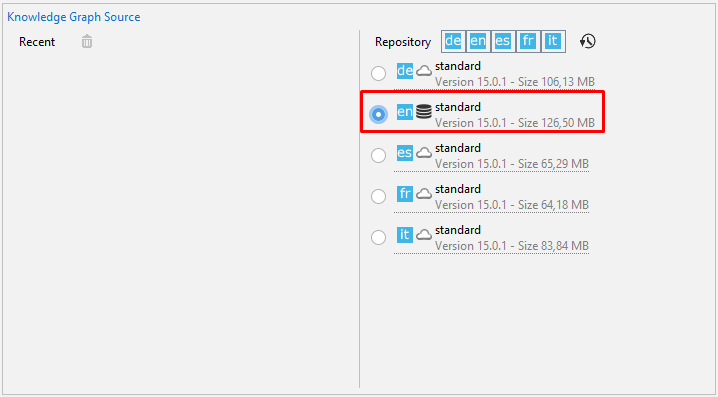 Knowledge Graph Source
Recent
Repository de en es fr it
de standard
Version 15.0.1 - Size 106,13 MB
en standard
Version 15.0.1 - Size 126,50 MB
es standard
Version 15.0.1 - Size 65,29 MB
fr standard
Version 15.0.1 - Size 64,18 MB
it standard
Version 15.0.1 - Size 83,84 MB